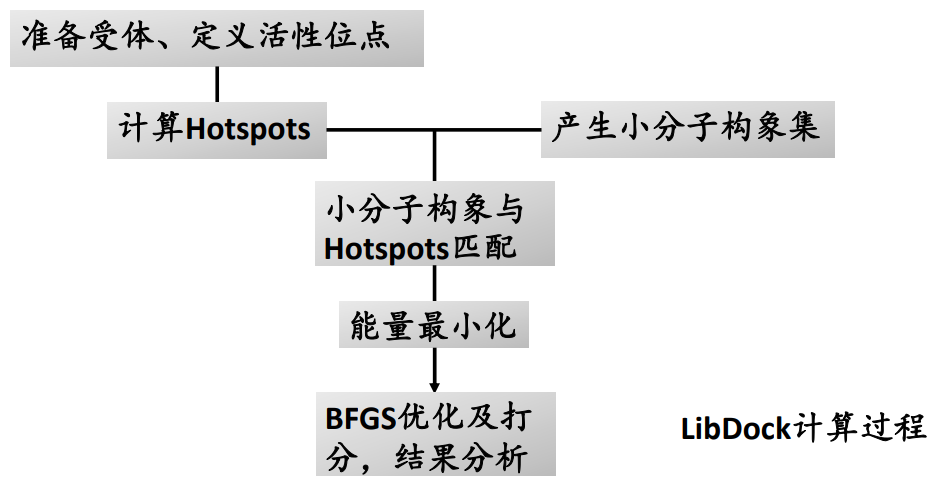 准备受体、定义活性位点
计算Hotspots
产生小分子构象集
小分子构象与
Hotspots匹配
能量最小化
BFGS优化及打
分，结果分析
LibDock计算过程